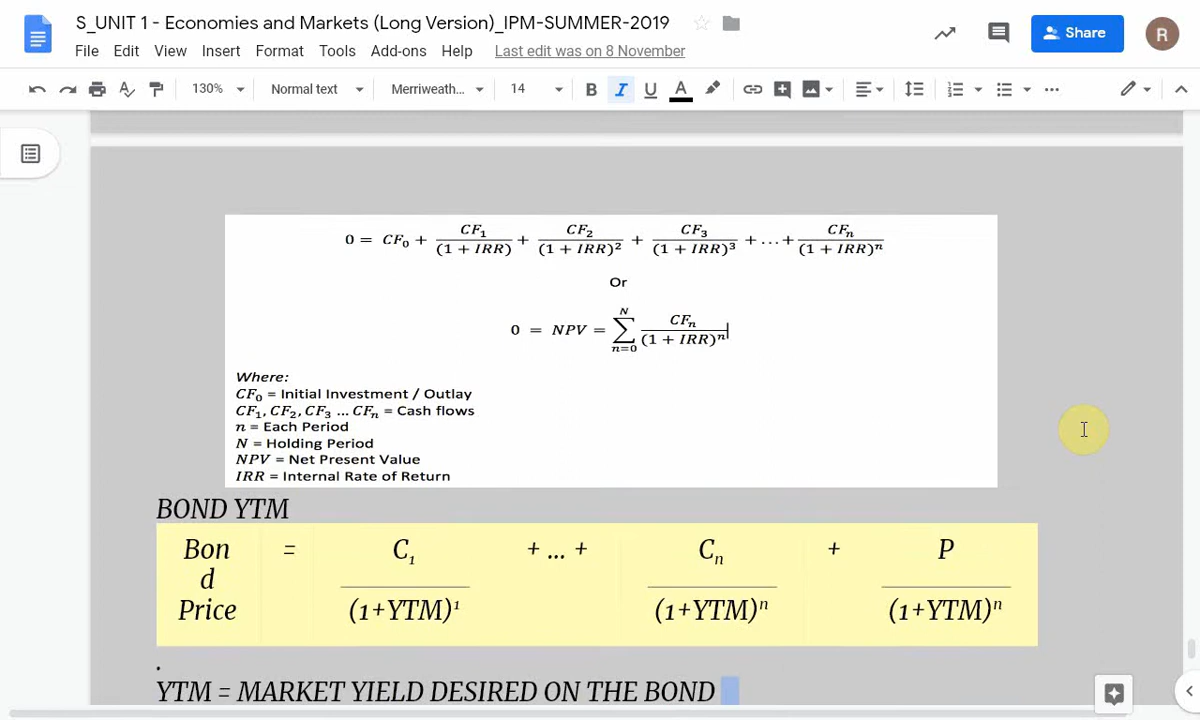 S_UNIT 1 - Economies and Markets (Long Version)_IPM-SUMMER-2019
File Edit View Insert Format Tools Add-ons Help Last edit was on 8 November
Share
R
130% Normal text Merriweath... 14 B I U A
0 = CF₀ + CF₁/(1 + IRR) + CF₂/(1 + IRR)² + CF₃/(1 + IRR)³ + ...+ CFₙ/(1 + IRR)ⁿ
Or
0 = NPV = ∑ₙ₌₀ᴺ CFₙ/(1 + IRR)ⁿ
Where:
CF₀ = Initial Investment / Outlay
CF₁, CF₂, CF₃ ... CFₙ = Cash flows
n = Each Period
N = Holding Period
NPV = Net Present Value
IRR = Internal Rate of Return
BOND YTM
Bon
d
Price
= C₁/(1+YTM)¹ + ... + Cₙ/(1+YTM)ⁿ + P/(1+YTM)ⁿ
.
YTM = MARKET YIELD DESIRED ON THE BOND